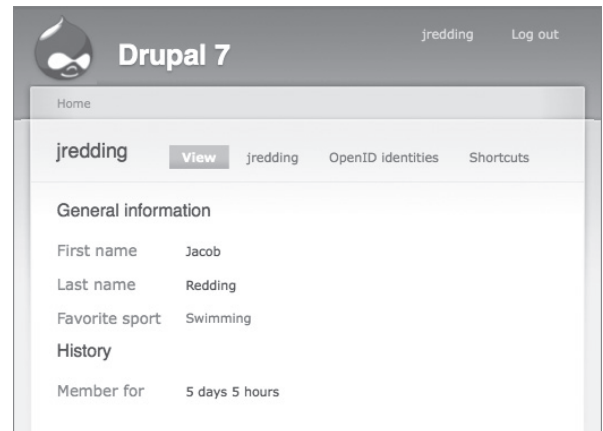 jredding Log out
Drupal 7
Home
jredding View jredding OpenID identities Shortcuts
General information
First name Jacob
Last name Redding
Favorite sport Swimming
History
Member for 5 days 5 hours